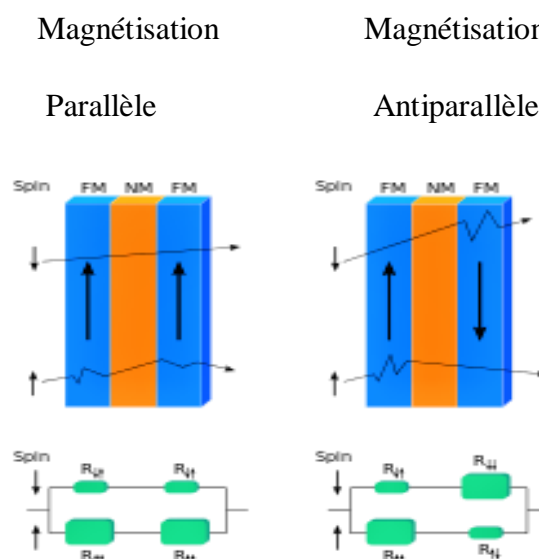 Magnétisation Magnétisation
Parallèle Antiparallèle
Spin FM NM FM Spin FM NM FM
Spin Spin
R↓↑ R↓↑ R↓↑ R↓↓
R↑↑ R↑↑ R↑↑ R↑↓